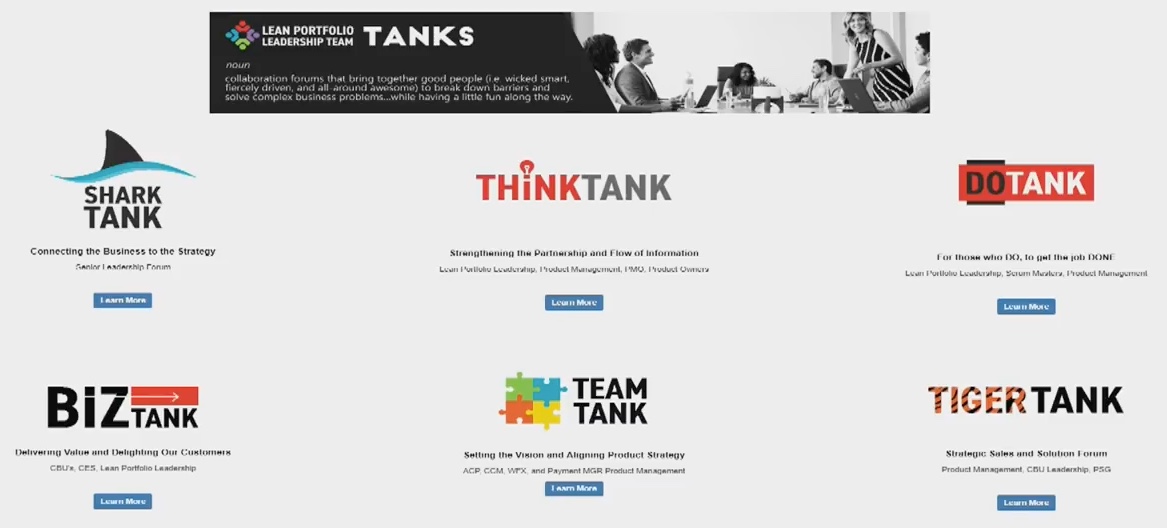 LEAN PORTFOLIO
LEADERSHIP TEAM TANKS
noun
collaboration forums that bring together good people (i.e. wicked smart,
fiercely driven, and all-around awesome) to break down barriers and
solve complex business problems...while having a little fun along the way.
SHARK
TANK
Connecting the Business to the Strategy
Senior Leadership Forum
Learn More
THiNKTANK
Strengthening the Partnership and Flow of Information
Lean Portfolio Leadership, Product Management, PMO, Product Owners
Learn More
DOTANK
For those who DO, to get the job DONE
Lean Portfolio Leadership, Scrum Masters, Product Management
Learn More
BiZTANK
Delivering Value and Delighting Our Customers
CBU's, CES, Lean Portfolio Leadership
Learn More
TEAM
TANK
Setting the Vision and Aligning Product Strategy
ACP, CCM, WEX, and Payment MGR Product Management
Learn More
TIGER TANK
Strategic Sales and Solution Forum
Product Management, CBU Leadership, PSG
Learn More